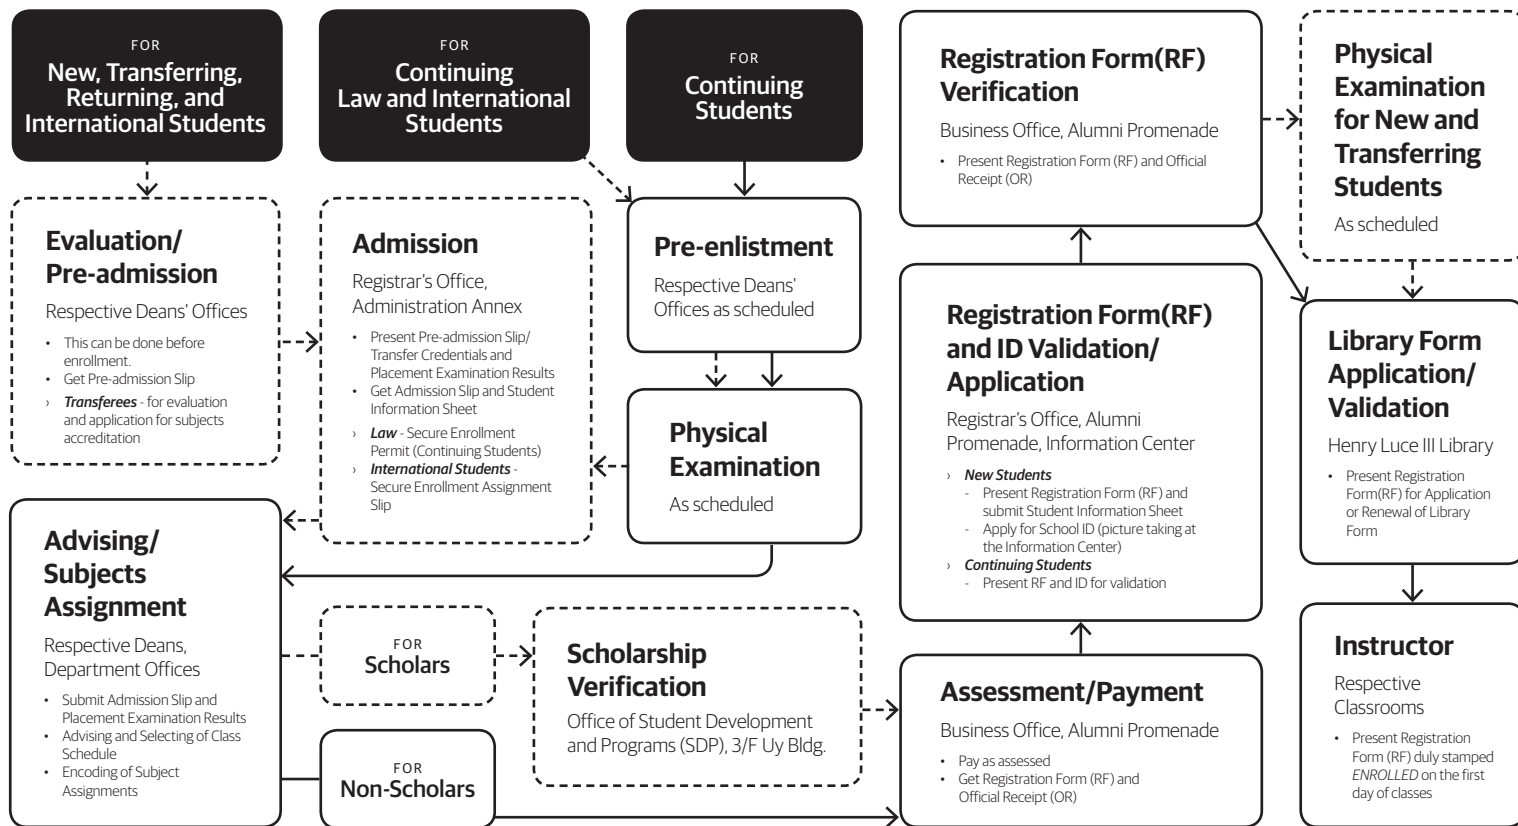 FOR
New, Transferring,
Returning, and
International Students
FOR
Continuing
Law and International
Students
FOR
Continuing
Students
Evaluation/
Pre-admission
Respective Deans’ Offices
• This can be done before
enrollment.
• Get Pre-admission Slip
› Transferees - for evaluation
and application for subjects
accreditation
Admission
Registrar’s Office,
Administration Annex
• Present Pre-admission Slip/
Transfer Credentials and
Placement Examination Results
• Get Admission Slip and Student
Information Sheet
› Law - Secure Enrollment
Permit (Continuing Students)
› International Students -
Secure Enrollment Assignment
Slip
Pre-enlistment
Respective Deans’
Offices as scheduled
Physical
Examination
As scheduled
Advising/
Subjects
Assignment
Respective Deans,
Department Offices
• Submit Admission Slip and
Placement Examination Results
• Advising and Selecting of Class
Schedule
• Encoding of Subject
Assignments
FOR
Scholars
FOR
Non-Scholars
Scholarship
Verification
Office of Student Development
and Programs (SDP), 3/F Uy Bldg.
Assessment/Payment
Business Office, Alumni Promenade
• Pay as assessed
• Get Registration Form (RF) and
Official Receipt (OR)
Registration Form(RF)
and ID Validation/
Application
Registrar’s Office, Alumni
Promenade, Information Center
› New Students
- Present Registration Form (RF) and
submit Student Information Sheet
- Apply for School ID (picture taking at
the Information Center)
› Continuing Students
- Present RF and ID for validation
Registration Form(RF)
Verification
Business Office, Alumni Promenade
• Present Registration Form (RF) and Official
Receipt (OR)
Physical
Examination
for New and
Transferring
Students
As scheduled
Library Form
Application/
Validation
Henry Luce III Library
• Present Registration
Form(RF) for Application
or Renewal of Library
Form
Instructor
Respective
Classrooms
• Present Registration
Form (RF) duly stamped
ENROLLED on the first
day of classes